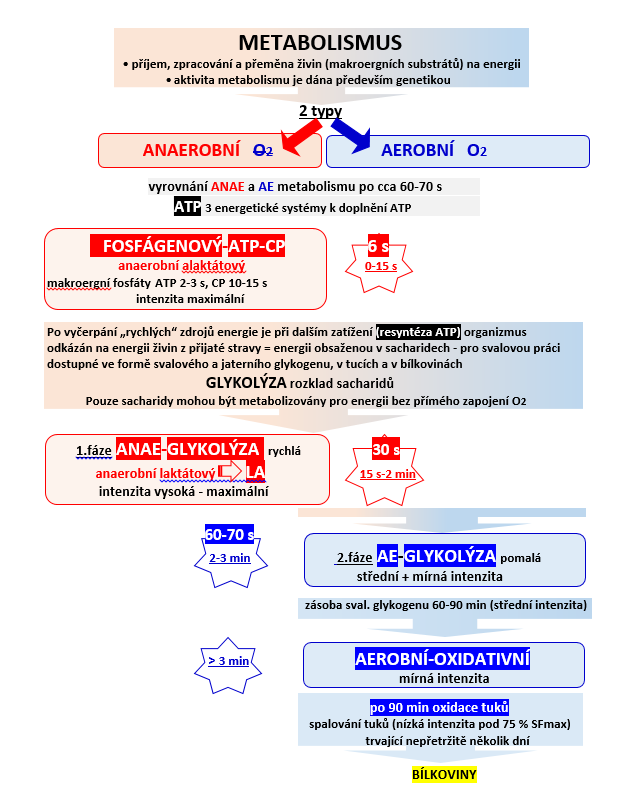 METABOLISMUS
• příjem, zpracování a přeměna živin (makroergních substrátů) na energii
• aktivita metabolismu je dána především genetikou
2 typy
ANAEROBNÍ O2
AEROBNÍ O2
vyrovnání ANAE a AE metabolismu po cca 60-70 s
ATP 3 energetické systémy k doplnění ATP
FOSFÁGENOVÝ-ATP-CP
anaerobní alaktátový
makroergní fosfáty ATP 2-3 s, CP 10-15 s
intenzita maximální
6 s
0-15 s
Po vyčerpání „rychlých“ zdrojů energie je při dalším zatížení (resyntéza ATP) organizmus
odkázán na energii živin z přijaté stravy = energie obsažená v sacharidech - pro svalovou práci
dostupné ve formě svalového a jaterního glykogenu, v tucích a v bílkovinách
GLYKOLÝZA rozklad sacharidů
Pouze sacharidy mohou být metabolizovány pro energii bez přímého zapojení O2
1.fáze ANAE-GLYKOLÝZA rychlá
anaerobní laktátový LA
intenzita vysoká - maximální
30 s
15 s-2 min
60-70 s
2-3 min
2.fáze AE-GLYKOLÝZA pomalá
střední + mírná intenzita
zásoba sval. glykogenu 60-90 min (střední intenzita)
> 3 min
AEROBNÍ-OXIDATIVNÍ
mírná intenzita
po 90 min oxidace tuků
spalování tuků (nízká intenzita pod 75 % SFmax)
trvající nepřetržitě několik dní
BÍLKOVINY